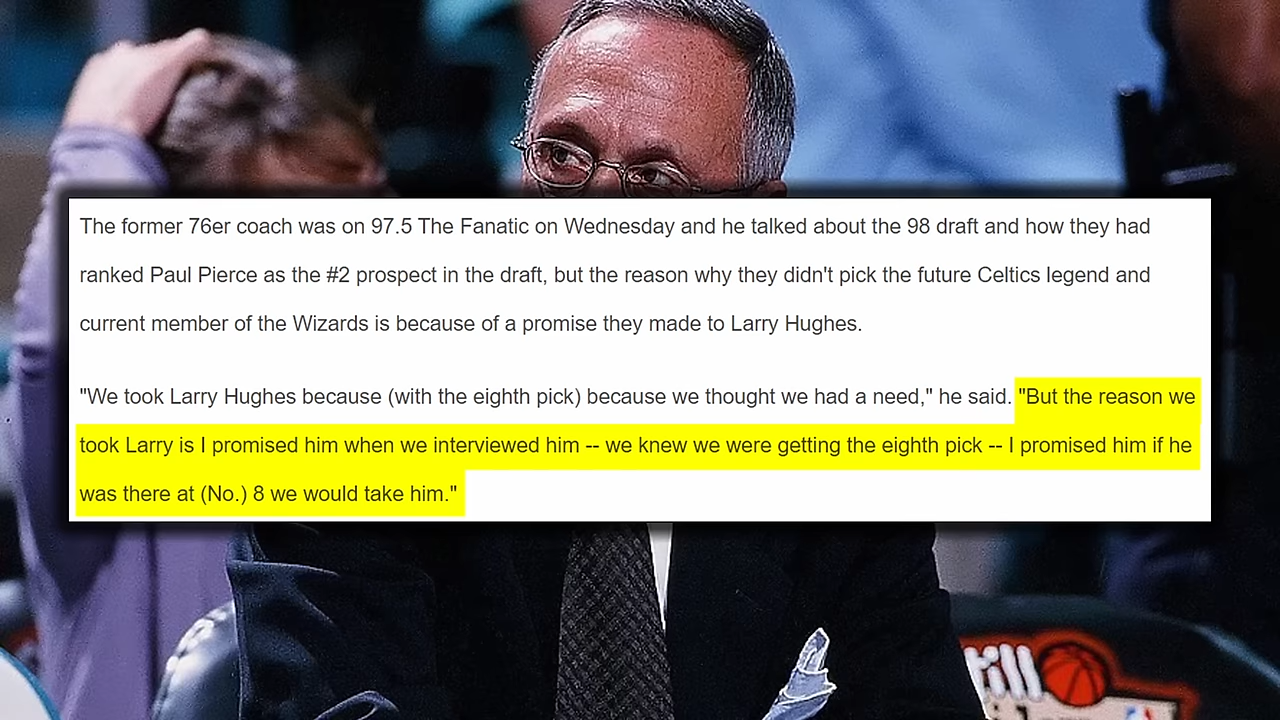 The former 76er coach was on 97.5 The Fanatic on Wednesday and he talked about the 98 draft and how they had
ranked Paul Pierce as the #2 prospect in the draft, but the reason why they didn't pick the future Celtics legend and
current member of the Wizards is because of a promise they made to Larry Hughes.
"We took Larry Hughes because (with the eighth pick) because we thought we had a need," he said. "But the reason we
took Larry is I promised him when we interviewed him -- we knew we were getting the eighth pick -- I promised him if he
was there at (No.) 8 we would take him."